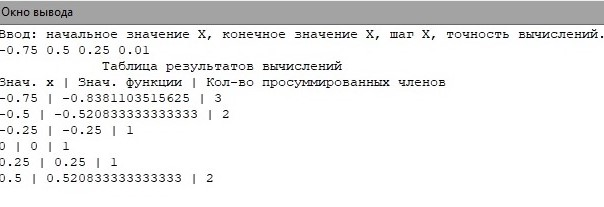 Окно вывода
Ввод: начальное значение X, конечное значение X, шаг X, точность вычислений.
-0.75 0.5 0.25 0.01
Таблица результатов вычислений
Знач. x | Знач. функции | Кол-во просуммированных членов
-0.75 | -0.8381103515625 | 3
-0.5 | -0.520833333333333 | 2
-0.25 | -0.25 | 1
0 | 0 | 1
0.25 | 0.25 | 1
0.5 | 0.520833333333333 | 2